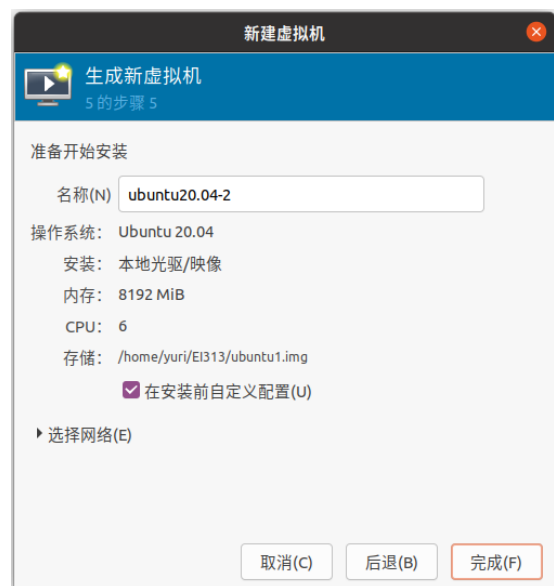 新建虚拟机
生成新虚拟机
5 的步骤 5
准备开始安装
名称(N) ubuntu20.04-2
操作系统: Ubuntu 20.04
安装: 本地光驱/映像
内存: 8192 MiB
CPU: 6
存储: /home/yuri/EI313/ubuntu1.img
在安装前自定义配置(U)
选择网络(E)
取消(C) 后退(B) 完成(F)